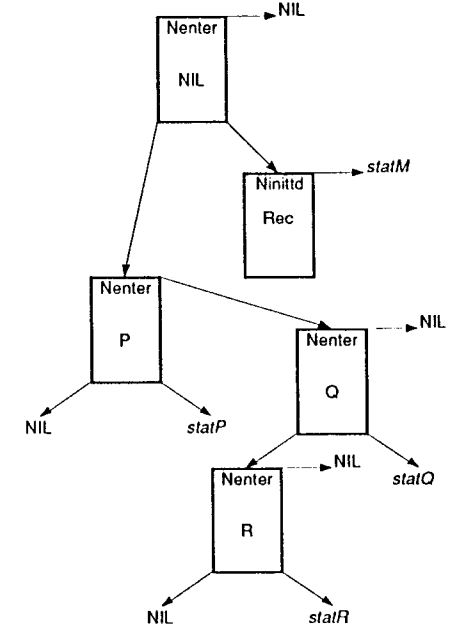 Nenter
NIL
NIL
Ninittd
statM
Rec
Nenter
P
Nenter
NIL
Q
NIL
statP
Nenter
NIL
statQ
R
NIL
statR